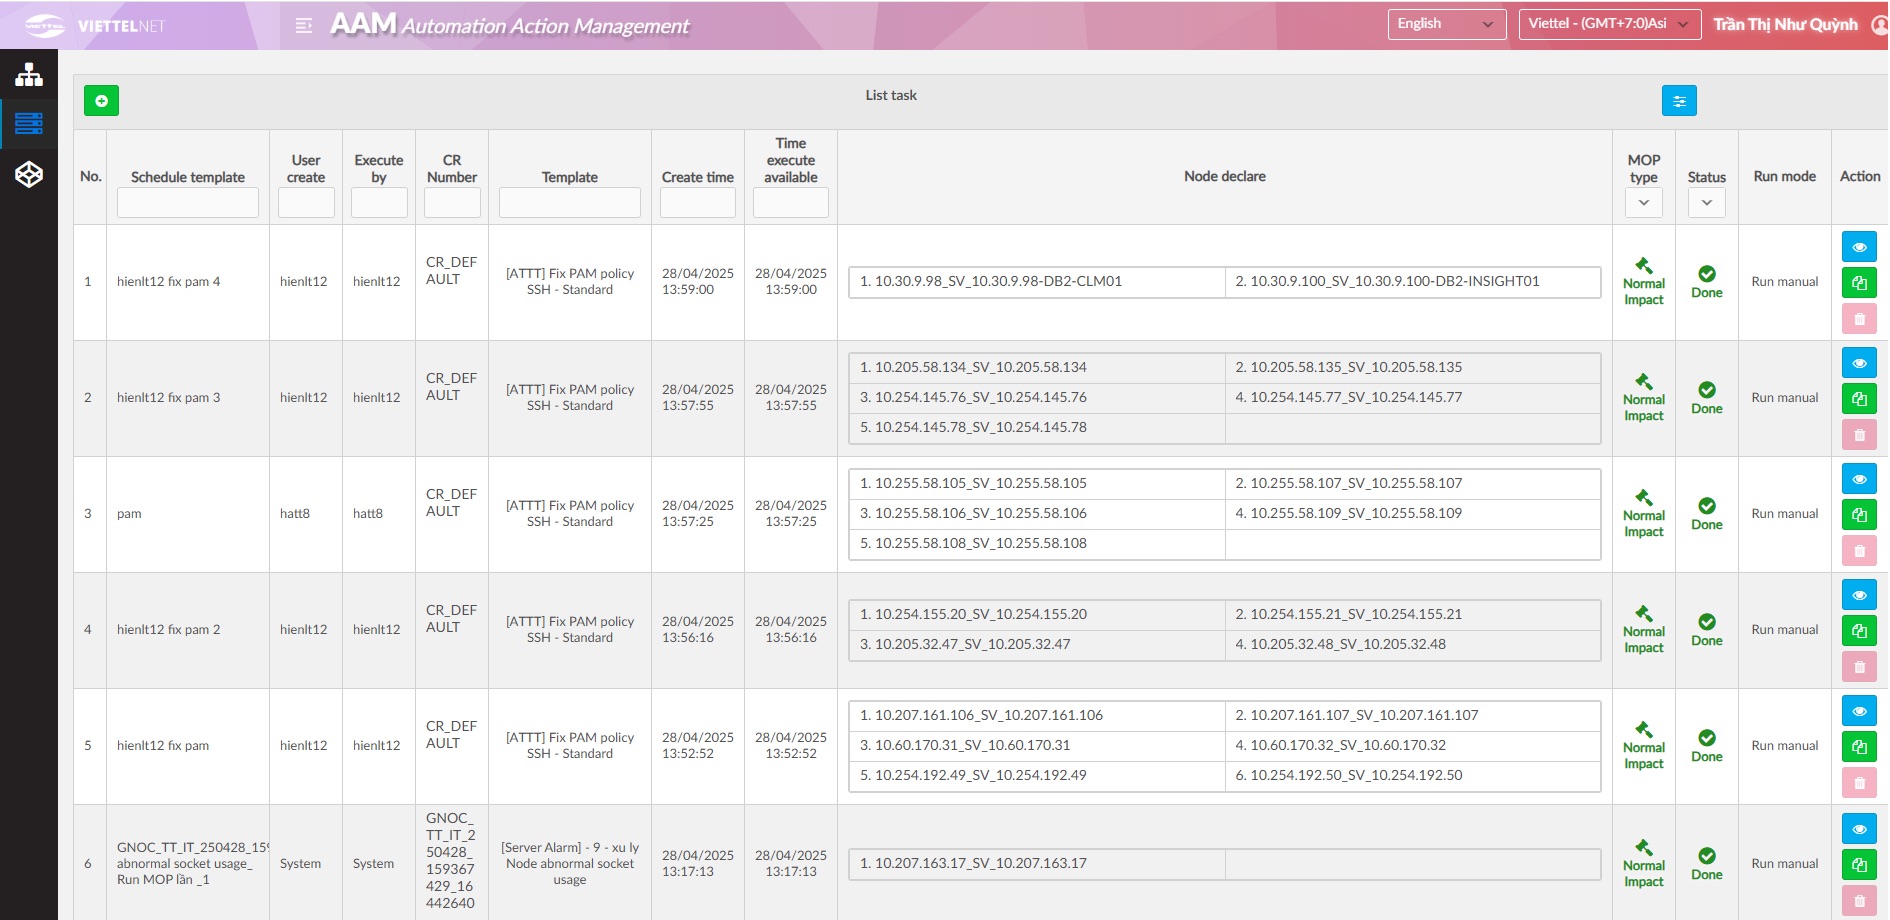 VIETTEL
VIETTELNET
AAM Automation Action Management
English
Viettel - (GMT+7:0)Asi
Trần Thị Như Quỳnh
List task
No.
Schedule template
User create
Execute by
CR Number
Template
Create time
Time execute available
Node declare
MOP type
Status
Run mode
Action
1
hienlt12 fix pam 4
hienlt12
hienlt12
CR_DEF
AULT
[ATTT] Fix PAM policy
SSH - Standard
28/04/2025
13:59:00
28/04/2025
13:59:00
1. 10.30.9.98_SV_10.30.9.98-DB2-CLM01
2. 10.30.9.100_SV_10.30.9.100-DB2-INSIGHT01
Normal
Impact
Done
Run manual
2
hienlt12 fix pam 3
hienlt12
hienlt12
CR_DEF
AULT
[ATTT] Fix PAM policy
SSH - Standard
28/04/2025
13:57:55
28/04/2025
13:57:55
1. 10.205.58.134_SV_10.205.58.134
2. 10.205.58.135_SV_10.205.58.135
3. 10.254.145.76_SV_10.254.145.76
4. 10.254.145.77_SV_10.254.145.77
5. 10.254.145.78_SV_10.254.145.78
Normal
Impact
Done
Run manual
3
pam
hatt8
hatt8
CR_DEF
AULT
[ATTT] Fix PAM policy
SSH - Standard
28/04/2025
13:57:25
28/04/2025
13:57:25
1. 10.255.58.105_SV_10.255.58.105
2. 10.255.58.107_SV_10.255.58.107
3. 10.255.58.106_SV_10.255.58.106
4. 10.255.58.109_SV_10.255.58.109
5. 10.255.58.108_SV_10.255.58.108
Normal
Impact
Done
Run manual
4
hienlt12 fix pam 2
hienlt12
hienlt12
CR_DEF
AULT
[ATTT] Fix PAM policy
SSH - Standard
28/04/2025
13:56:16
28/04/2025
13:56:16
1. 10.254.155.20_SV_10.254.155.20
2. 10.254.155.21_SV_10.254.155.21
3. 10.205.32.47_SV_10.205.32.47
4. 10.205.32.48_SV_10.205.32.48
Normal
Impact
Done
Run manual
5
hienlt12 fix pam
hienlt12
hienlt12
CR_DEF
AULT
[ATTT] Fix PAM policy
SSH - Standard
28/04/2025
13:52:52
28/04/2025
13:52:52
1. 10.207.161.106_SV_10.207.161.106
2. 10.207.161.107_SV_10.207.161.107
3. 10.60.170.31_SV_10.60.170.31
4. 10.60.170.32_SV_10.60.170.32
5. 10.254.192.49_SV_10.254.192.49
6. 10.254.192.50_SV_10.254.192.50
Normal
Impact
Done
Run manual
6
GNOC_TT_IT_250428_159
abnormal socket usage_
Run MOP lần _1
System
System
GNOC_
TT_IT_2
50428_
159367
429_16
442640
[Server Alarm] - 9 - xu ly
Node abnormal socket
usage
28/04/2025
13:17:13
28/04/2025
13:17:13
1. 10.207.163.17_SV_10.207.163.17
Normal
Impact
Done
Run manual